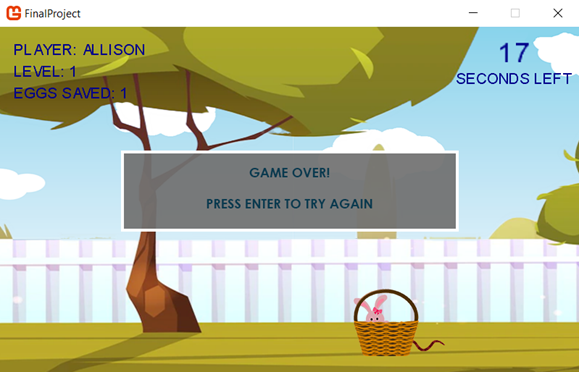 FinalProject
PLAYER: ALLISON
LEVEL: 1
EGGS SAVED: 1
17
SECONDS LEFT
GAME OVER!
PRESS ENTER TO TRY AGAIN